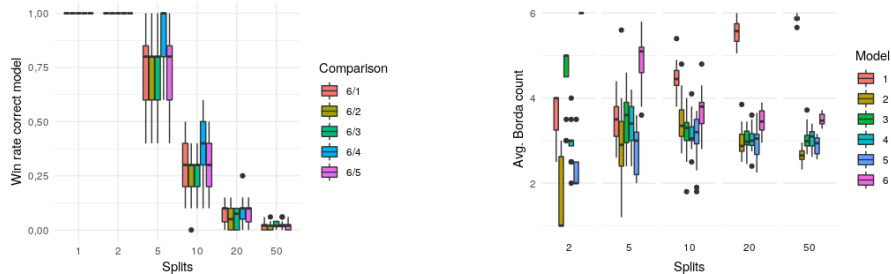 1,00
0,75
0,50
0,25
0,00
Win rate correct model
1 2 5 10 20 50
Splits
Comparison
6/1
6/2
6/3
6/4
6/5
6
4
2
Avg. Borda count
2 5 10 20 50
Splits
Model
1
2
3
4
5
6